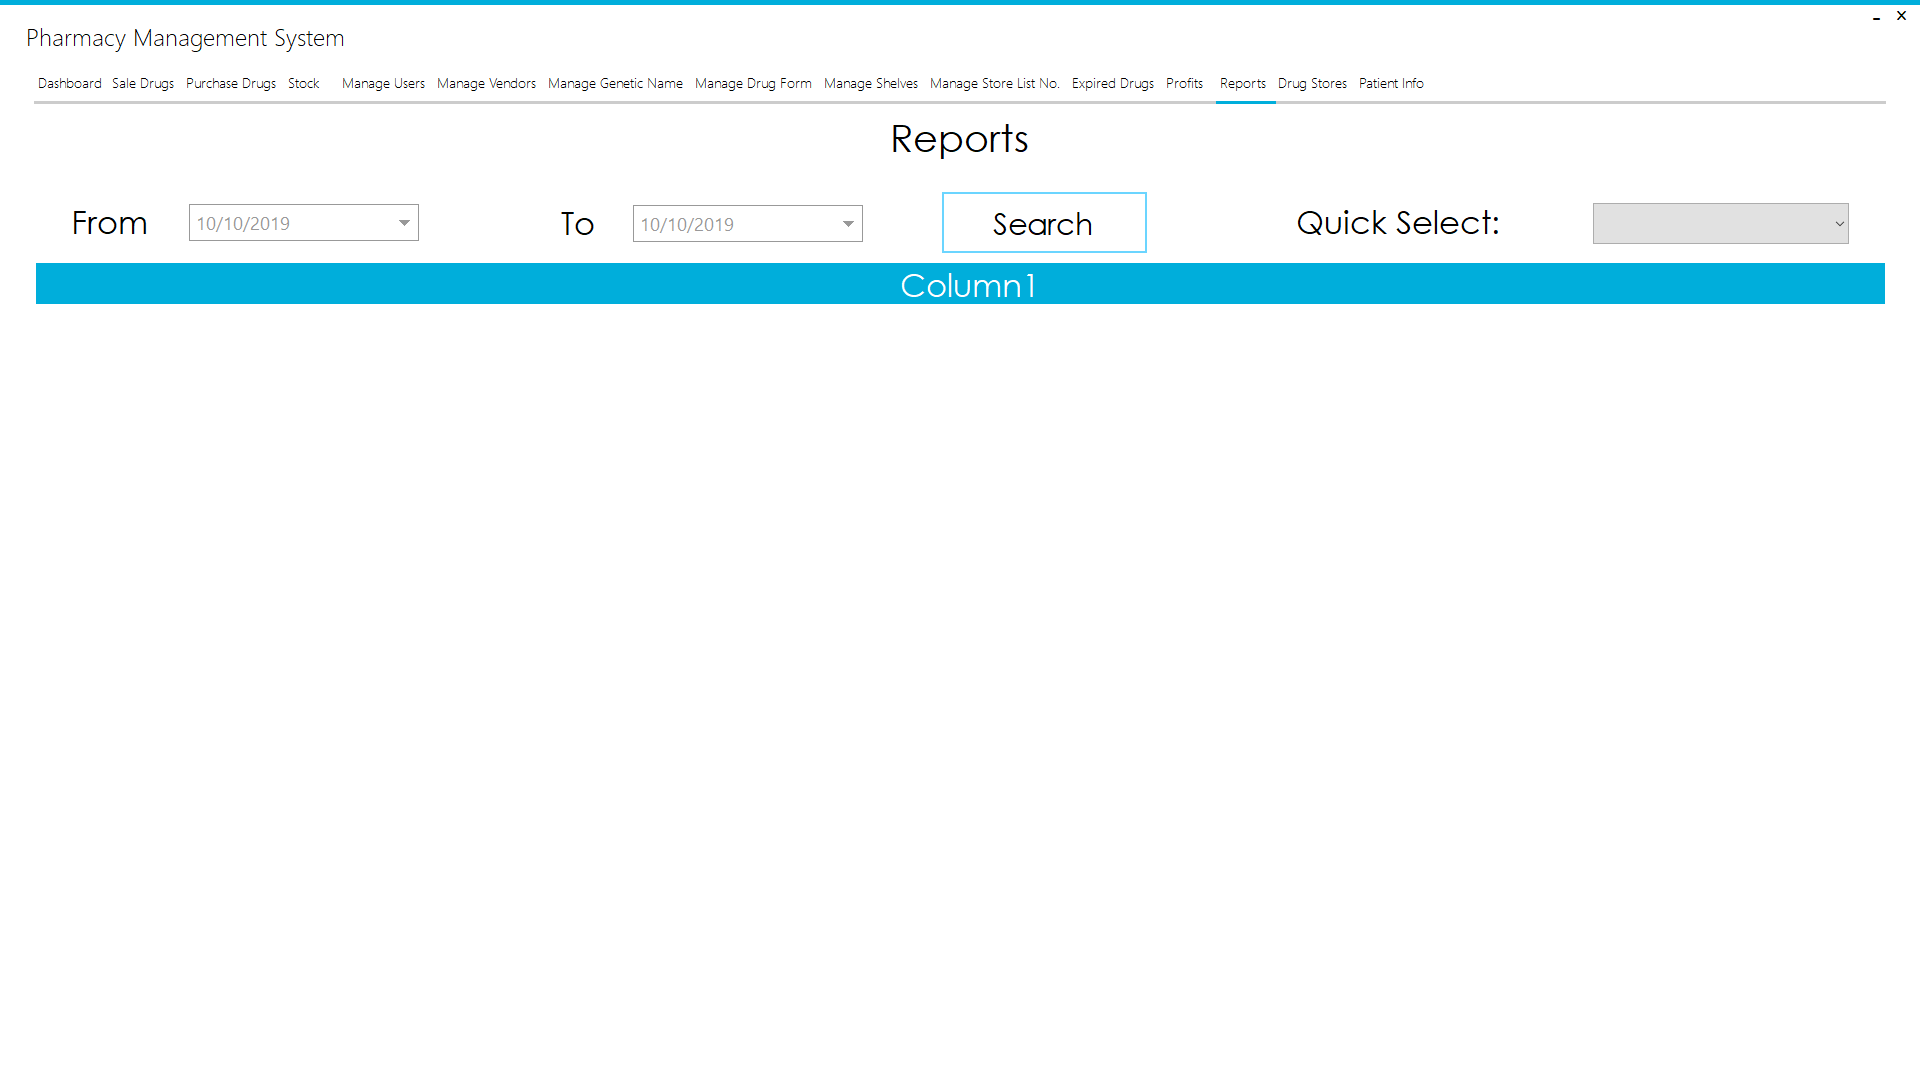 Pharmacy Management System
Dashboard Sale Drugs Purchase Drugs Stock Manage Users Manage Vendors Manage Genetic Name Manage Drug Form Manage Shelves Manage Store List No. Expired Drugs Profits Reports Drug Stores Patient Info
Reports
From 10/10/2019 To 10/10/2019 Search Quick Select:
Column1